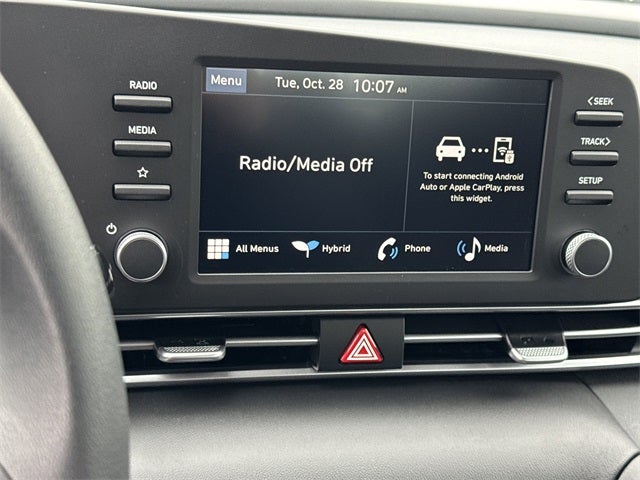 Menu Tue, Oct. 28 10:07 AM
RADIO
MEDIA
Radio/Media Off
To start connecting Android
Auto or Apple CarPlay, press
this widget.
All Menus Hybrid Phone Media
<SEEK
TRACK>
SETUP